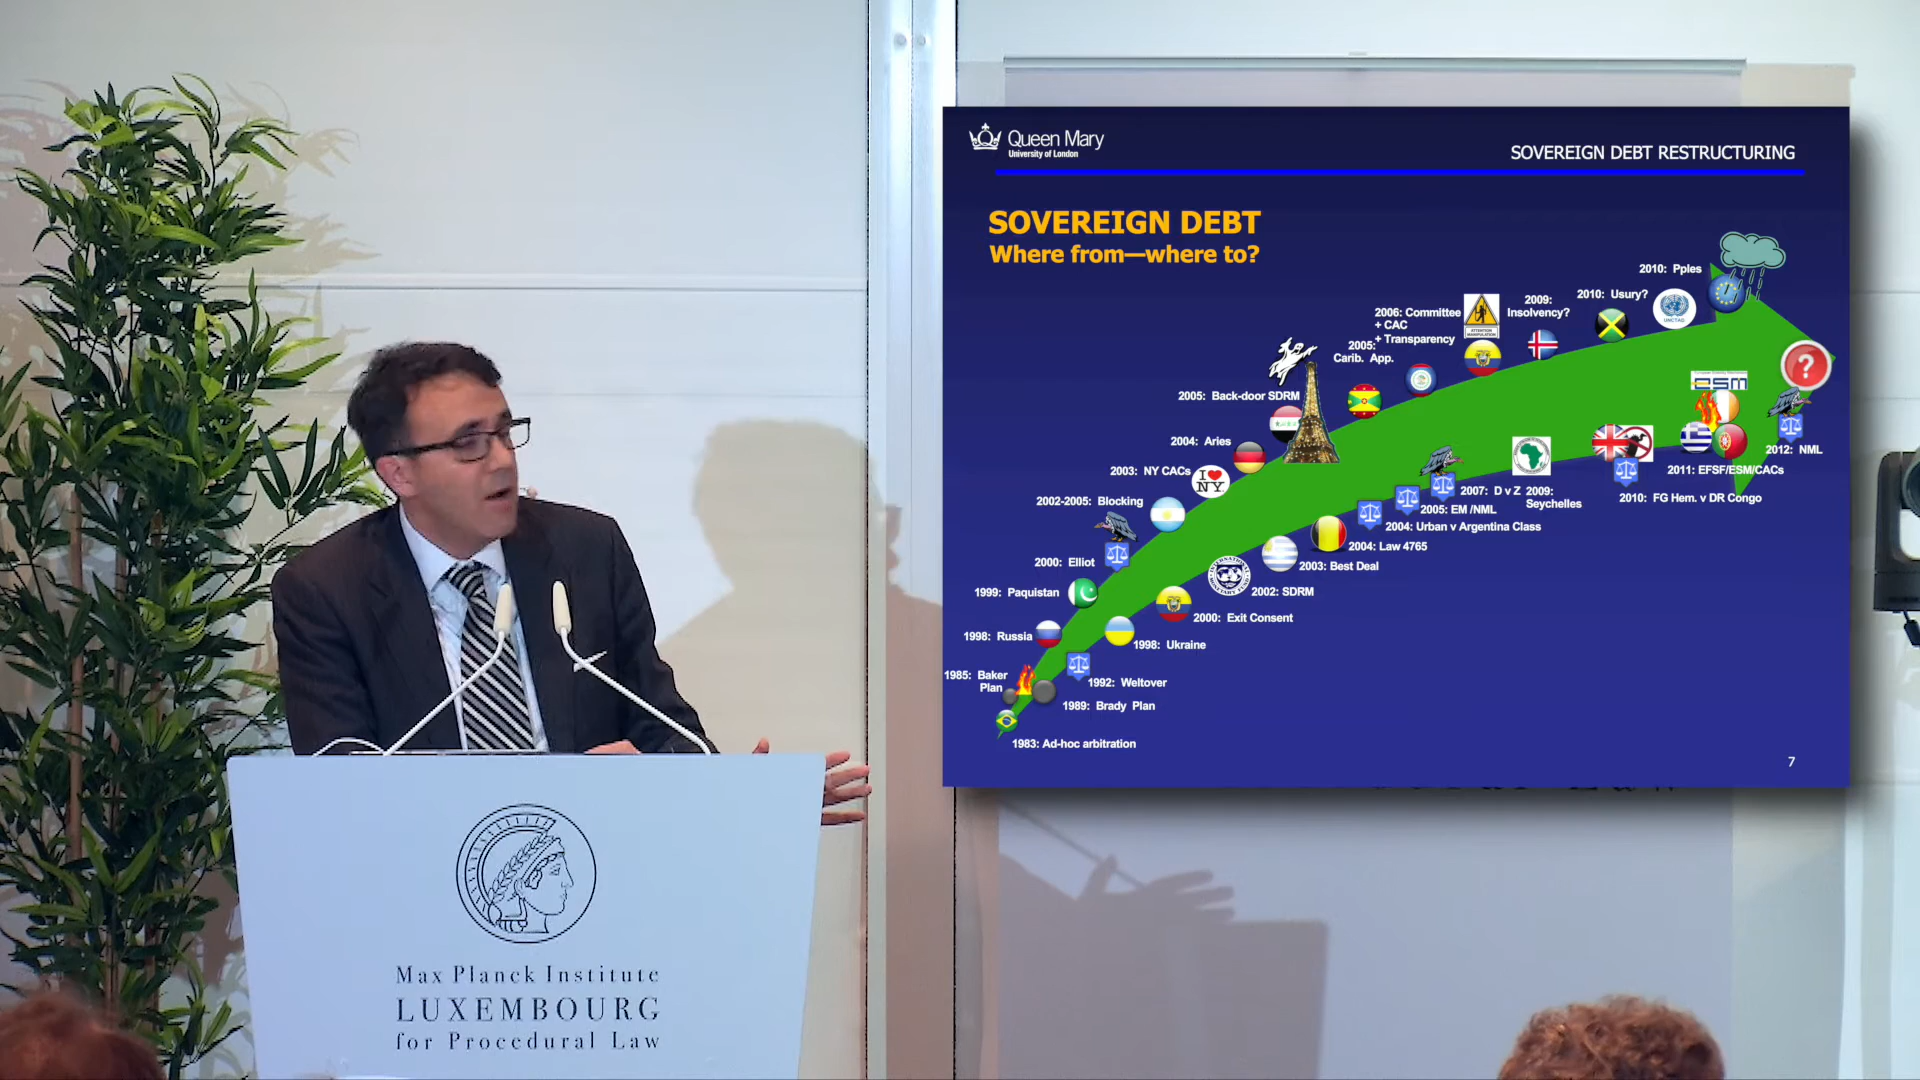 Queen Mary
University of London
SOVEREIGN DEBT RESTRUCTURING
SOVEREIGN DEBT
Where from—where to?
2010: Pples
2010: Usury?
2009:
Insolvency?
2006: Committee
+ CAC
+ Transparency
2005:
Carib. App.
2005: Back-door SDRM
2004: Aries
2003: NY CACs
I NY
2002-2005: Blocking
2000: Elliot
1999: Paquistan
1998: Russia
1985: Baker
Plan
UNCTAD
esm
?
2012: NML
2011: EFSF/ESM/CACs
2010: FG Hem. v DR Congo
2009:
Seychelles
2007: D v Z
2005: EM /NML
2004: Urban v Argentina Class
2004: Law 4765
2003: Best Deal
2002: SDRM
2000: Exit Consent
1998: Ukraine
1992: Weltover
1989: Brady Plan
1983: Ad-hoc arbitration
7
Max Planck Institute
LUXEMBOURG
for Procedural Law